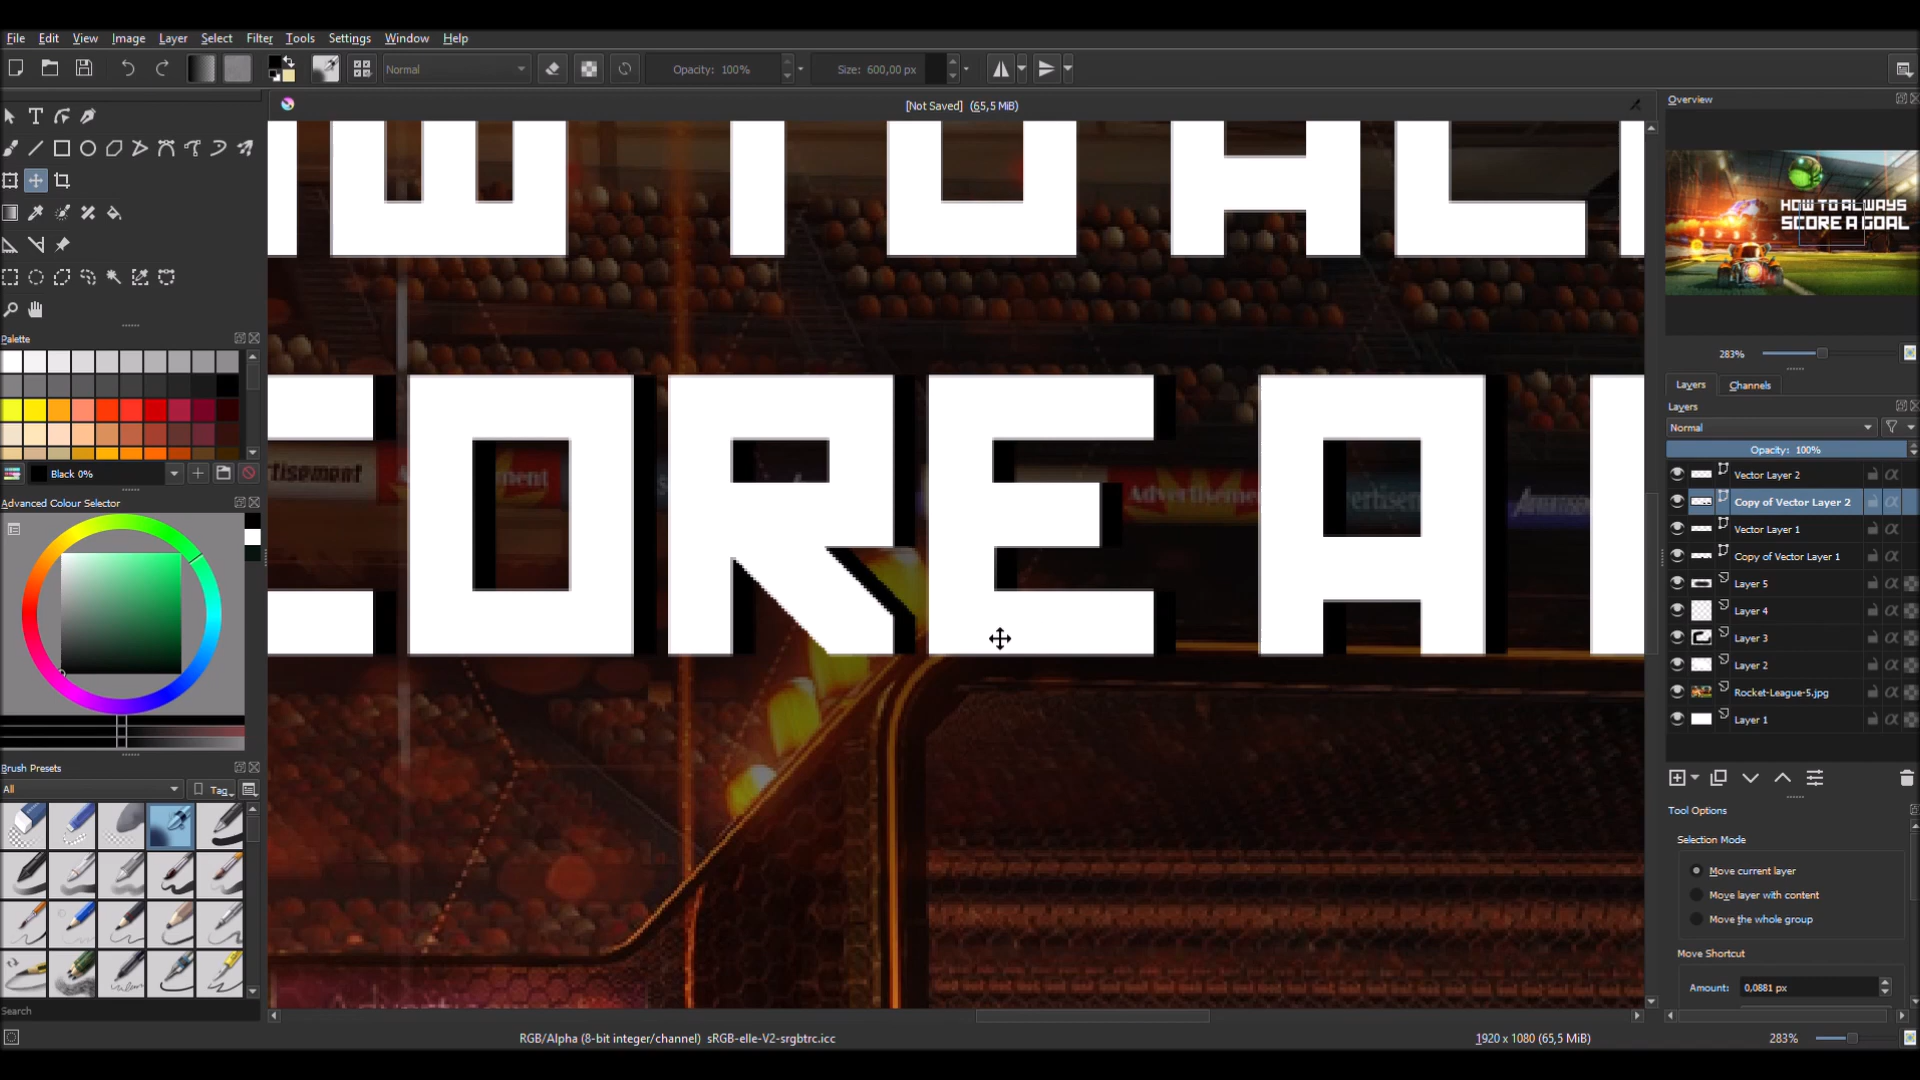 File Edit View Image Layer Select Filter Tools Settings Window Help
Normal
Opacity: 100%
Size: 600,00 px
[Not Saved] (65,5 MiB)
Overview
HOW TO ALWAYS
SCORE A GOAL
283%
Palette
Black 0%
Advanced Colour Selector
Brush Presets
All
Tag
Search
CORE A
Advertisement
Layers Channels
Layers
Normal
Opacity: 100%
Vector Layer 2
Copy of Vector Layer 2
Vector Layer 1
Copy of Vector Layer 1
Layer 5
Layer 4
Layer 3
Layer 2
Rocket-League-5.jpg
Layer 1
Tool Options
Selection Mode
Move current layer
Move layer with content
Move the whole group
Move Shortcut
Amount: 0,0881 px
RGB/Alpha (8-bit integer/channel) sRGB-elle-V2-srgbtrc.icc
1920 x 1080 (65,5 MiB)
283%